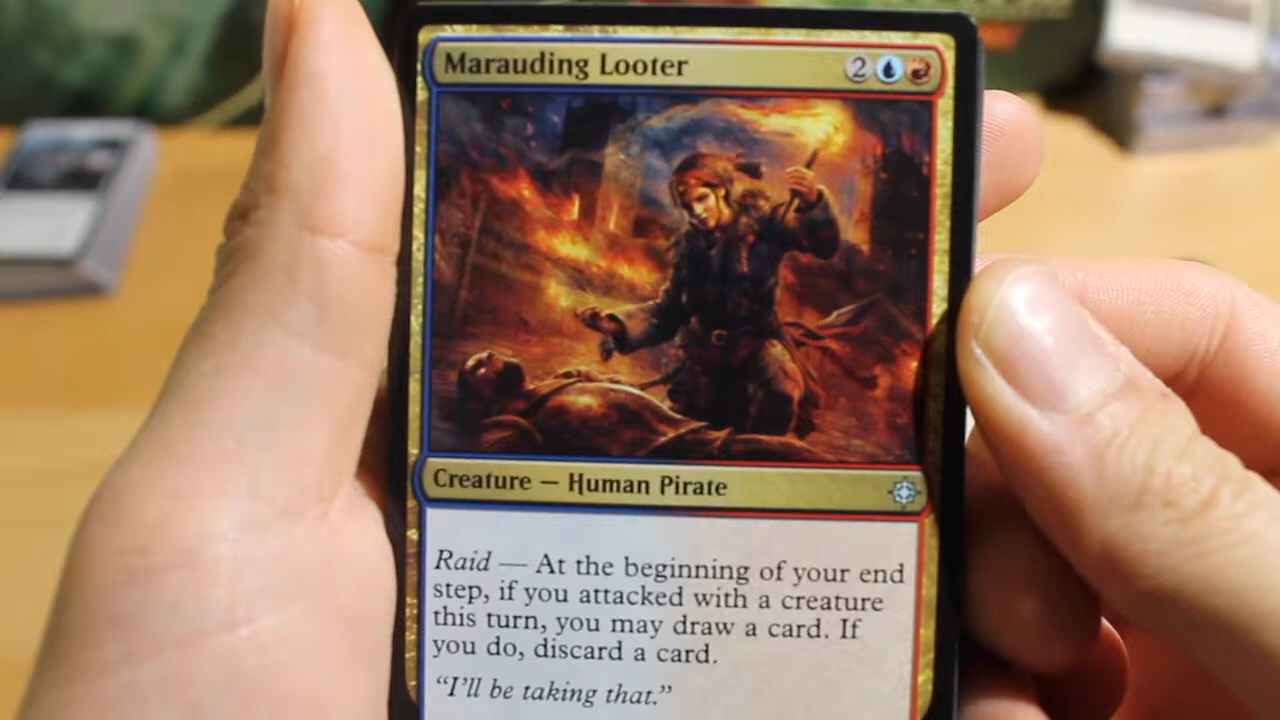 Marauding Looter 2
Creature — Human Pirate
Raid — At the beginning of your end
step, if you attacked with a creature
this turn, you may draw a card. If
you do, discard a card.
“I’ll be taking that.”